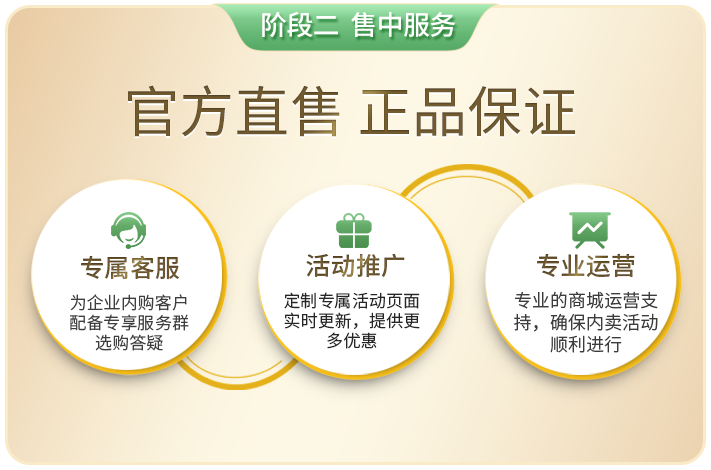 阶段二 售中服务
官方直售 正品保证
专属客服
为企业内购客户
配备专享服务群
选购答疑
活动推广
定制专属活动页面
实时更新，提供更
多优惠
专业运营
专业的商城运营支
持，确保内卖活动
顺利进行